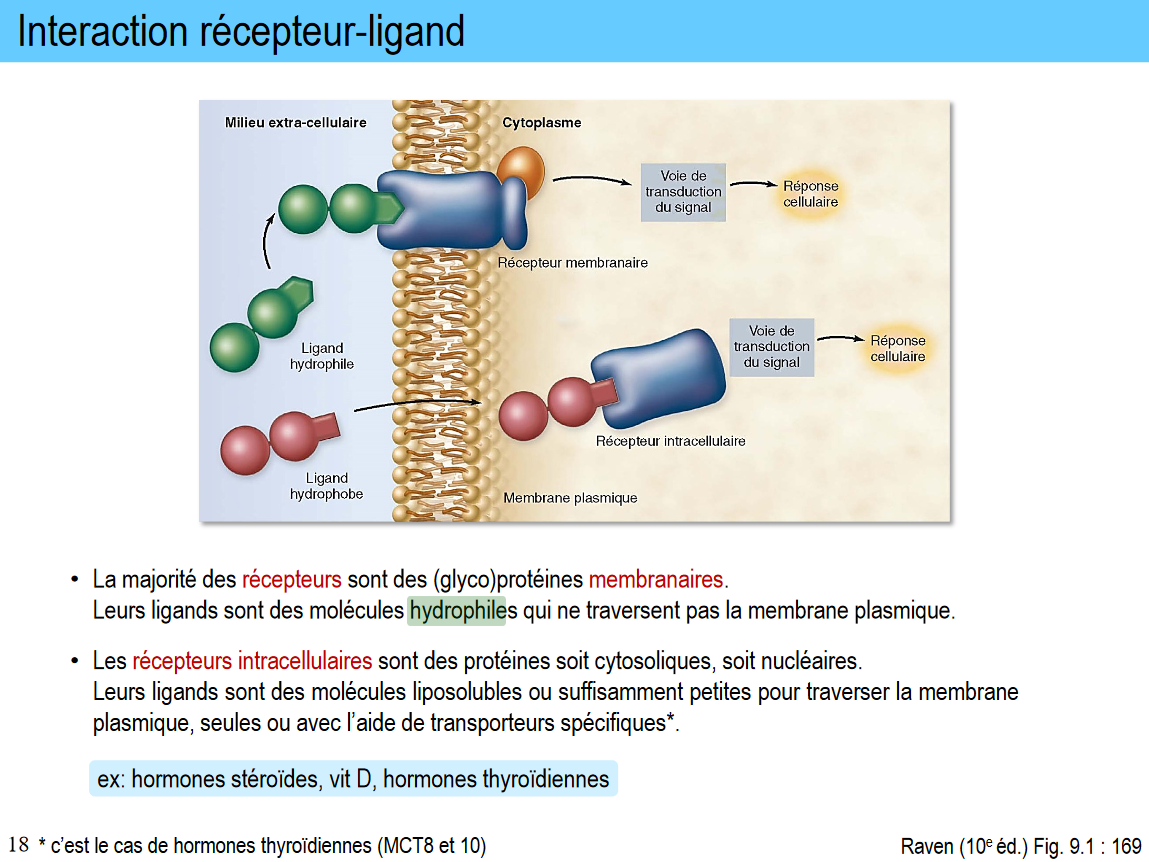 Interaction récepteur-ligand
Milieu extra-cellulaire
Cytoplasme
Voie de
transduction
du signal
Réponse
cellulaire
Récepteur membranaire
Ligand
hydrophile
Voie de
transduction
du signal
Réponse
cellulaire
Récepteur intracellulaire
Ligand
hydrophobe
Membrane plasmique
• La majorité des récepteurs sont des (glyco)protéines membranaires.
Leurs ligands sont des molécules hydrophiles qui ne traversent pas la membrane plasmique.
• Les récepteurs intracellulaires sont des protéines soit cytosoliques, soit nucléaires.
Leurs ligands sont des molécules liposolubles ou suffisamment petites pour traverser la membrane
plasmique, seules ou avec l’aide de transporteurs spécifiques*.
ex: hormones stéroïdes, vit D, hormones thyroïdiennes
18 * c’est le cas de hormones thyroïdiennes (MCT8 et 10)
Raven (10e éd.) Fig. 9.1 : 169